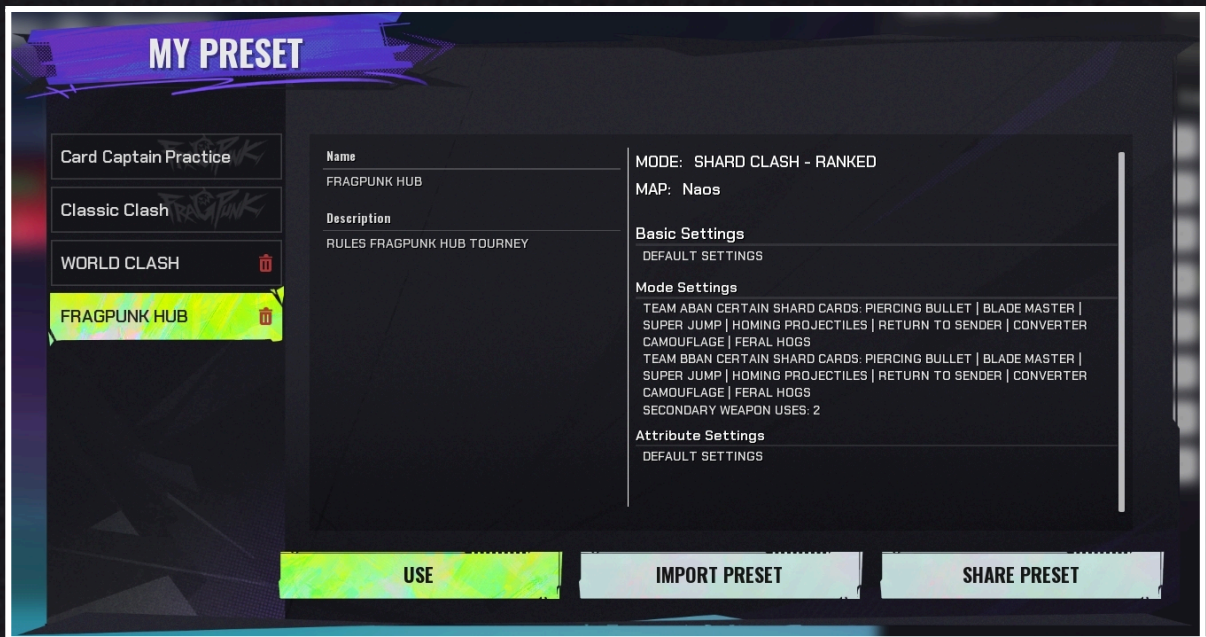 MY PRESET
Card Captain Practice
Classic Clash
WORLD CLASH
FRAGPUNK HUB
Name
FRAGPUNK HUB
Description
RULES FRAGPUNK HUB TOURNEY
MODE: SHARD CLASH - RANKED
MAP: Naos
Basic Settings
DEFAULT SETTINGS
Mode Settings
TEAM ABAN CERTAIN SHARD CARDS: PIERCING BULLET | BLADE MASTER |
SUPER JUMP | HOMING PROJECTILES | RETURN TO SENDER | CONVERTER
CAMOUFLAGE | FERAL HOGS
TEAM BBAN CERTAIN SHARD CARDS: PIERCING BULLET | BLADE MASTER |
SUPER JUMP | HOMING PROJECTILES | RETURN TO SENDER | CONVERTER
CAMOUFLAGE | FERAL HOGS
SECONDARY WEAPON USES: 2
Attribute Settings
DEFAULT SETTINGS
USE
IMPORT PRESET
SHARE PRESET
FRAGPUNK
FRAGPUNK